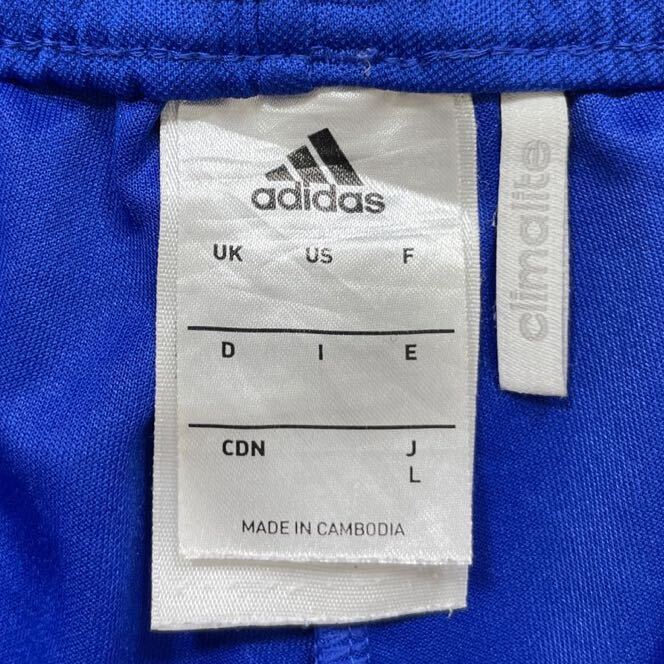 adidas
UK US F
D I E
CDN J
L
MADE IN CAMBODIA
climalite